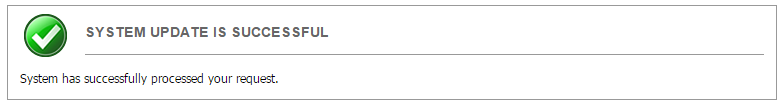 SYSTEM UPDATE IS SUCCESSFUL
System has successfully processed your request.